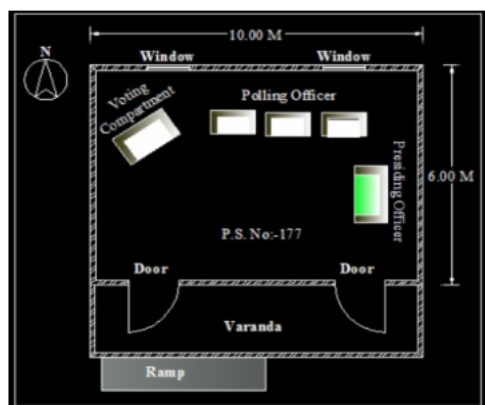 10.00 M
N
Window
Window
Voting
Compartment
Polling Officer
Presiding Officer
6.00 M
P.S. No:-177
Door
Door
Varanda
Ramp